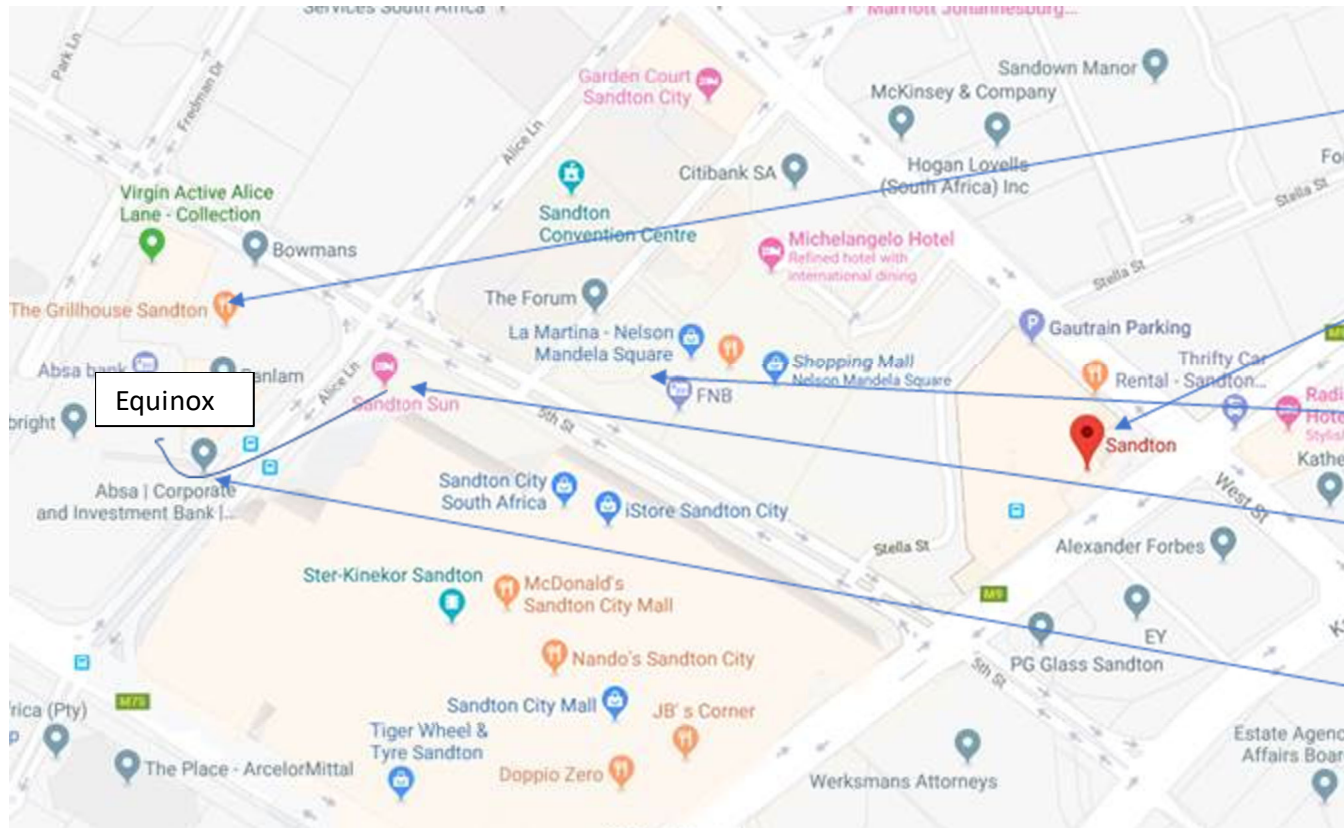 Services South Africa
Marriott Johannesburg...
Park Ln
Fredman Dr
Alice Ln
Garden Court
Sandton City
Sandown Manor
McKinsey & Company
Hogan Lovells
(South Africa) Inc
Citibank SA
Stella St
Virgin Active Alice
Lane - Collection
Bowmans
Sandton
Convention Centre
Michelangelo Hotel
Refined hotel with
international dining
Stella St
The Grillhouse Sandton
The Forum
La Martina - Nelson
Mandela Square
Shopping Mall
Nelson Mandela Square
Gautrain Parking
Thrifty Car
Rental - Sandton...
Absa bank
Alice Ln
Sandton Sun
FNB
5th St
Equinox
Sandton
Absa | Corporate
and Investment Bank |...
Sandton City
South Africa
iStore Sandton City
West St
Stella St
Alexander Forbes
Ster-Kinekor Sandton
McDonald's
Sandton City Mall
M9
EY
PG Glass Sandton
5th St
Nando's Sandton City
M70
Sandton City Mall
JB' s Corner
Tiger Wheel &
Tyre Sandton
The Place - ArcelorMittal
Doppio Zero
Werksmans Attorneys
Estate Agenc
Affairs Boar